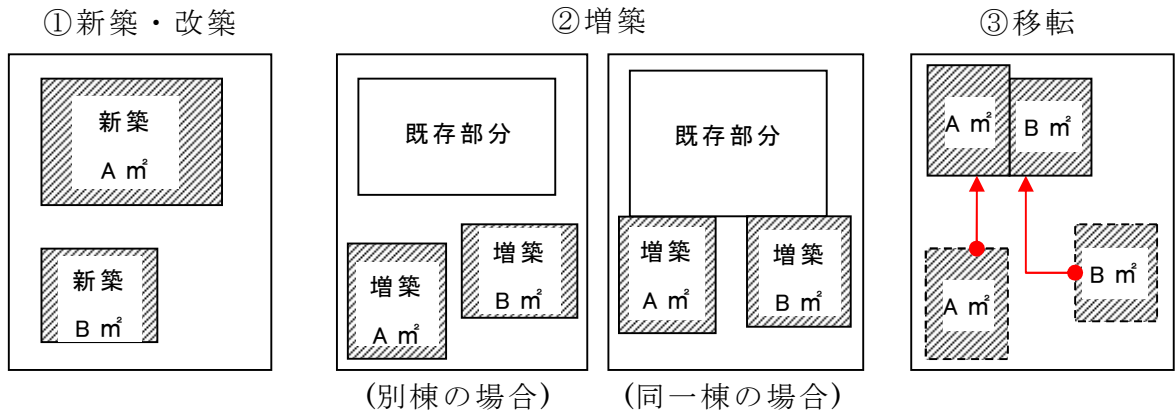 ①新築・改築
②増築
③移転
新築
A ㎡
新築
B ㎡
既存部分
増築
A ㎡
増築
B ㎡
既存部分
増築
A ㎡
増築
B ㎡
A ㎡
B ㎡
A ㎡
B ㎡
(別棟の場合)
(同一棟の場合)